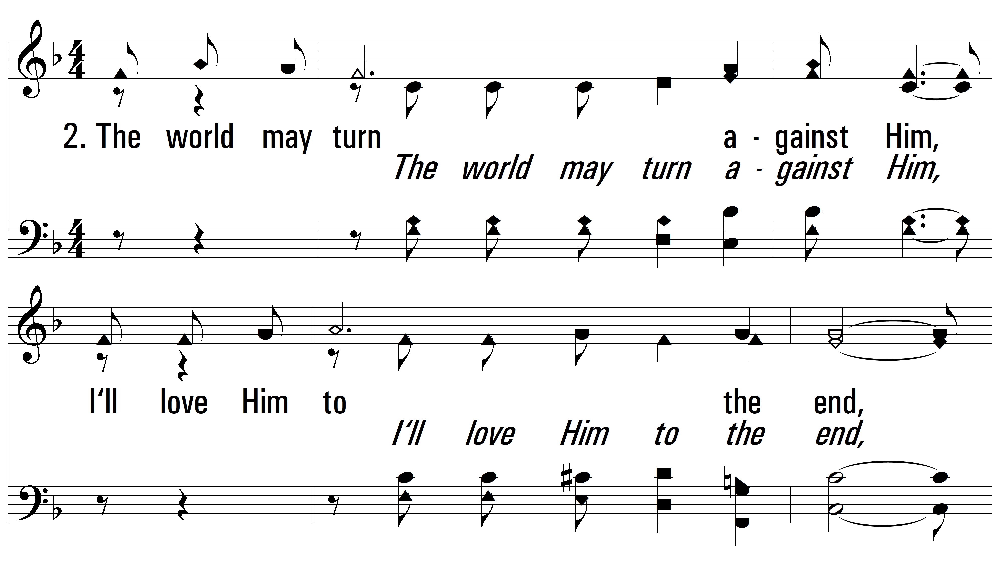 2. The world may turn a - gainst Him,
The world may turn a - gainst Him,
I‘ll love Him to the end,
I‘ll love Him to the end,